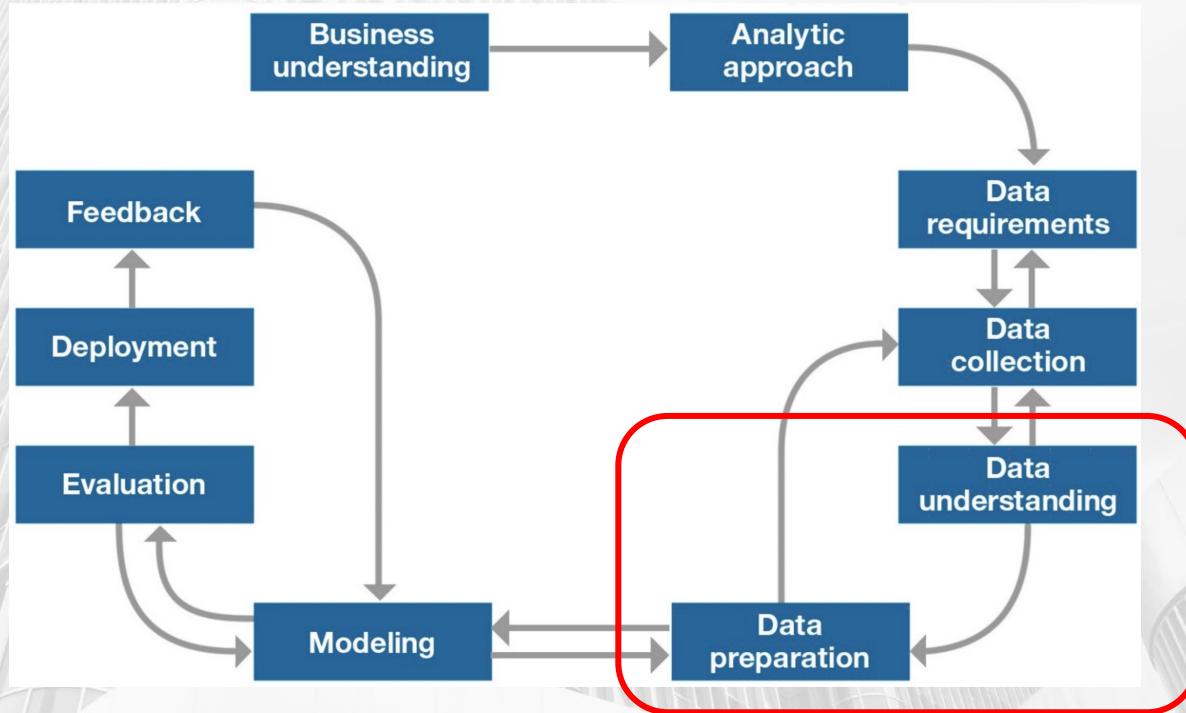 Business
understanding
Analytic
approach
Feedback
Data
requirements
Deployment
Data
collection
Evaluation
Data
understanding
Modeling
Data
preparation